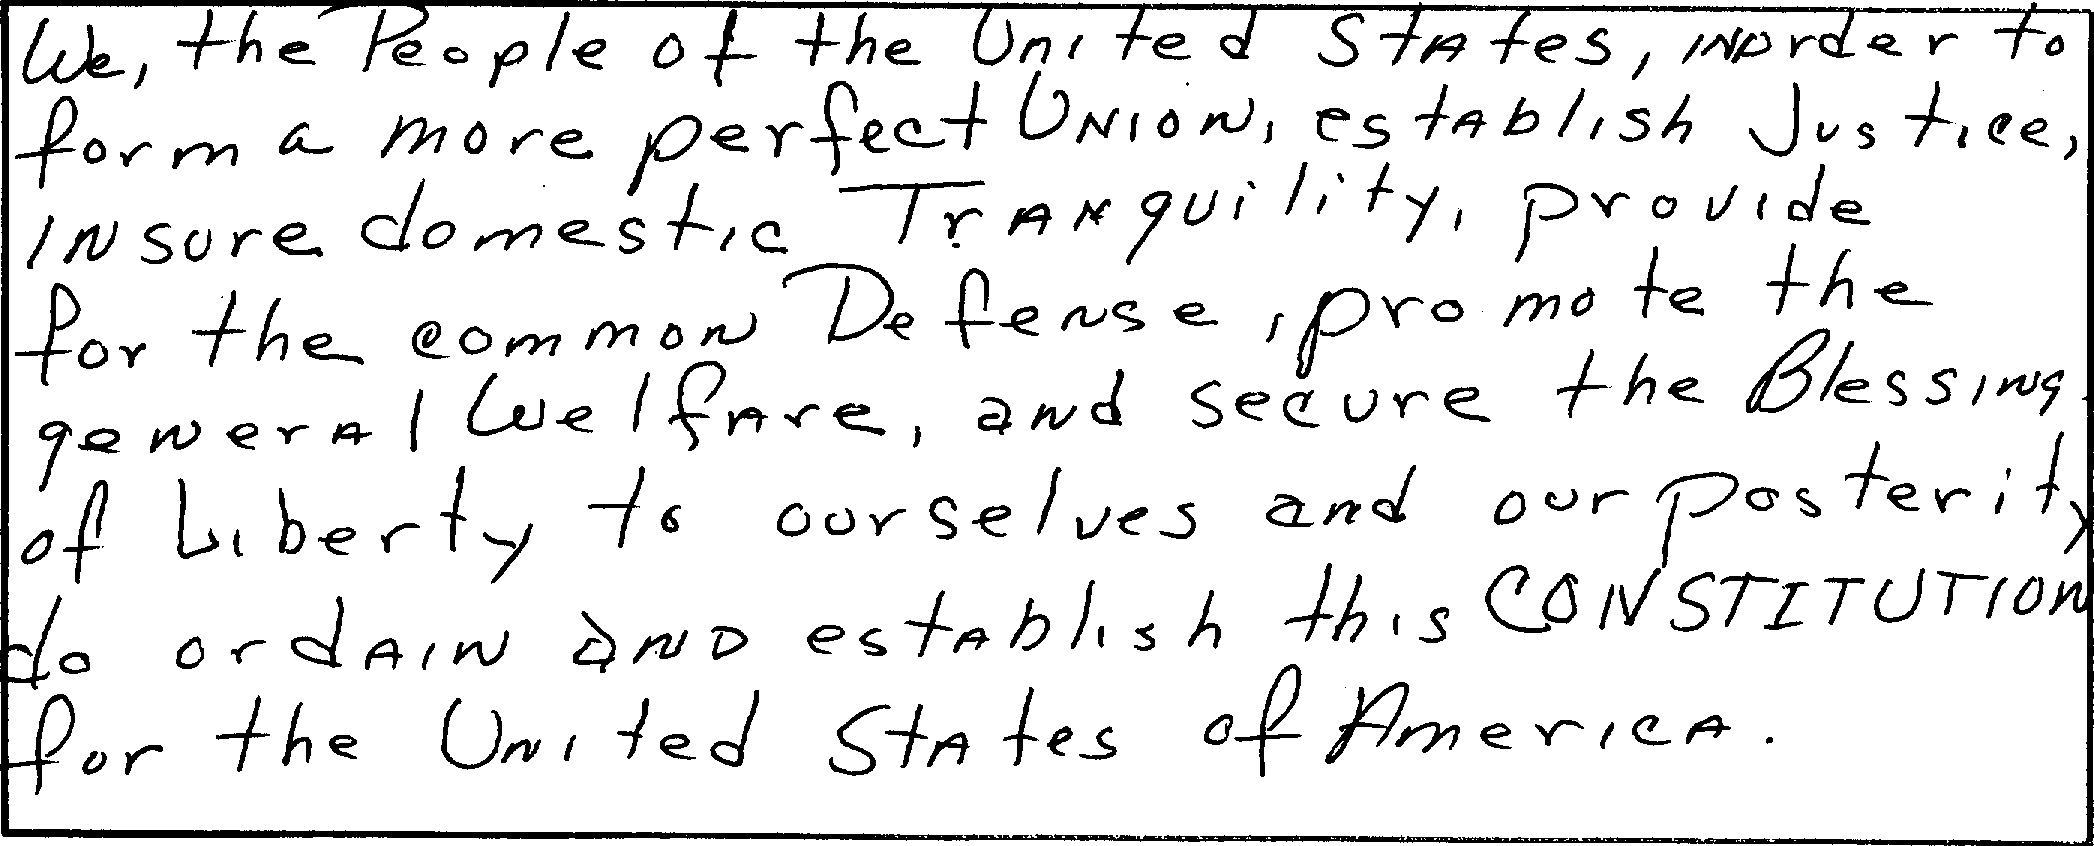 We, the People of the United States, in order to
form a more perfect Union, establish Justice,
insure domestic Tranquility, provide
for the common Defense, promote the
general Welfare, and secure the Blessing
of Liberty to ourselves and our posterity
do ordain and establish this CONSTITUTION
for the United States of America.